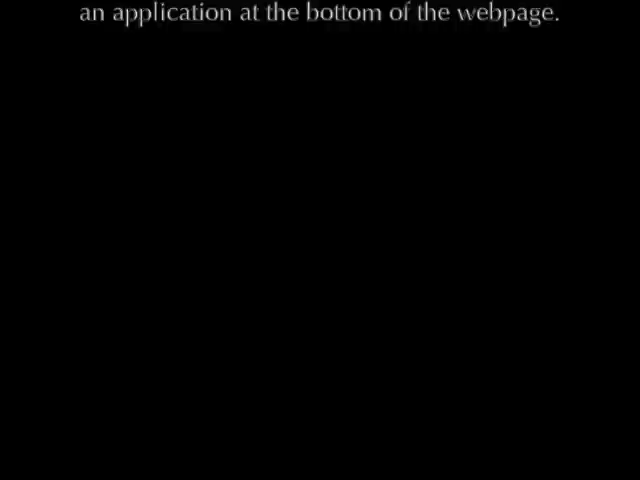 an application at the bottom of the webpage.